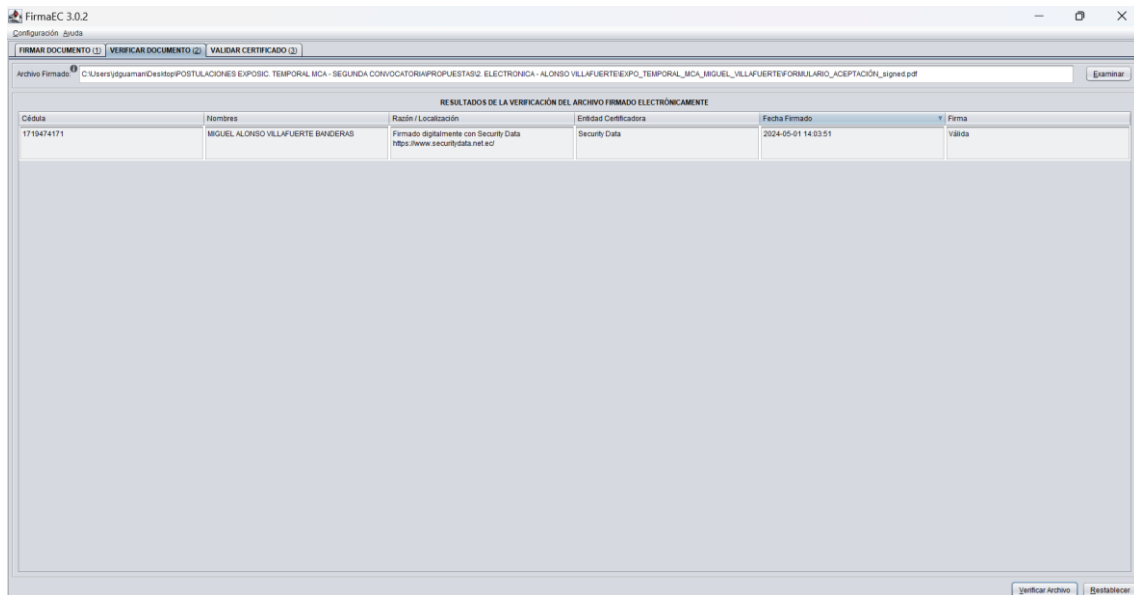 FirmaEC 3.0.2
Configuración Ayuda
FIRMAR DOCUMENTO (1) VERIFICAR DOCUMENTO (2) VALIDAR CERTIFICADO (3)
Archivo Firmado: C:\Users\jdguaman\Desktop\POSTULACIONES EXPOSIC. TEMPORAL MCA - SEGUNDA CONVOCATORIA\PROPUESTAS\2. ELECTRONICA - ALONSO VILLAFUERTE\EXPO_TEMPORAL_MCA_MIGUEL_VILLAFUERTE\FORMULARIO_ACEPTACIÓN_signed.pdf Examinar
RESULTADOS DE LA VERIFICACIÓN DEL ARCHIVO FIRMADO ELECTRÓNICAMENTE
Cédula Nombres Razón / Localización Entidad Certificadora Fecha Firmado Firma
1719474171 MIGUEL ALONSO VILLAFUERTE BANDERAS Firmado digitalmente con Security Data Security Data 2024-05-01 14:03:51 Válida
https://www.securitydata.net.ec/
Verificar Archivo Restablecer